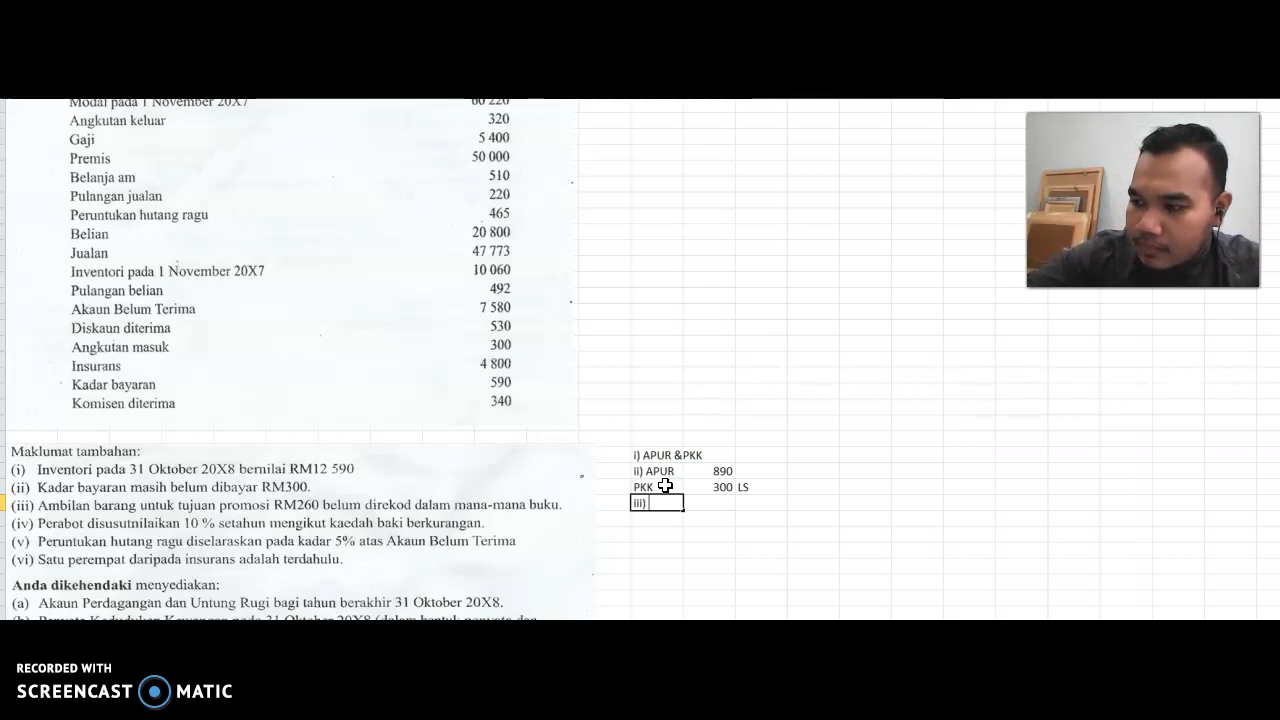 Modal pada 1 November 20X7 60 220
Angkutan keluar 320
Gaji 5 400
Premis 50 000
Belanja am 510
Pulangan jualan 220
Peruntukan hutang ragu 465
Belian 20 800
Jualan 47 773
Inventori pada 1 November 20X7 10 060
Pulangan belian 492
Akaun Belum Terima 7 580
Diskaun diterima 530
Angkutan masuk 300
Insurans 4 800
Kadar bayaran 590
Komisen diterima 340
Maklumat tambahan:
(i) Inventori pada 31 Oktober 20X8 bernilai RM12 590
(ii) Kadar bayaran masih belum dibayar RM300.
(iii) Ambilan barang untuk tujuan promosi RM260 belum direkod dalam mana-mana buku.
(iv) Perabot disusutnilaikan 10 % setahun mengikut kaedah baki berkurangan.
(v) Peruntukan hutang ragu diselaraskan pada kadar 5% atas Akaun Belum Terima
(vi) Satu perempat daripada insurans adalah terdahulu.
Anda dikehendaki menyediakan:
(a) Akaun Perdagangan dan Untung Rugi bagi tahun berakhir 31 Oktober 20X8.
i) APUR &PKK
ii) APUR 890
PKK 300 LS
iii)
RECORDED WITH
SCREENCAST MATIC